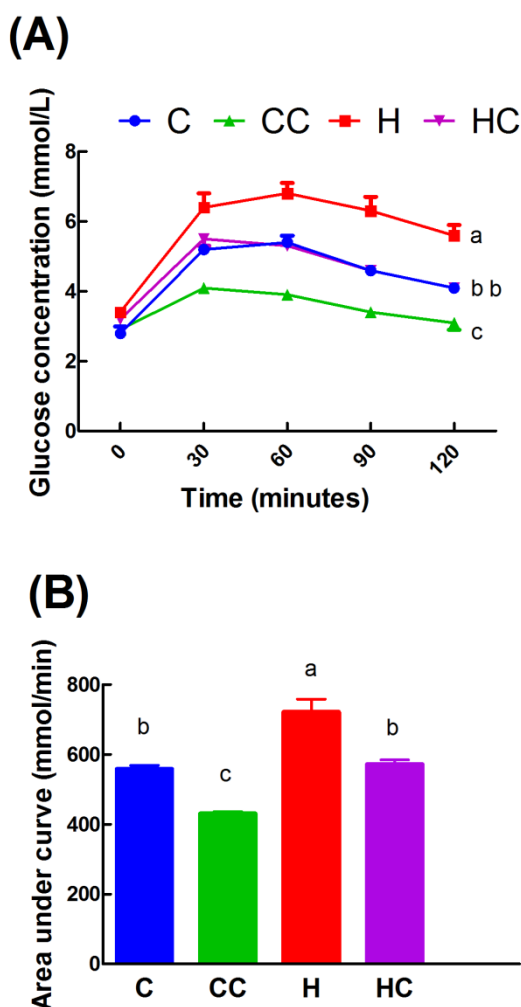 (A)
C CC H HC
Glucose concentration (mmol/L)
8
6
4
2
0
a
b b
c
0 30 60 90 120
Time (minutes)
(B)
Area under curve (mmol/min)
800
600
400
200
0
b c a b
C CC H HC